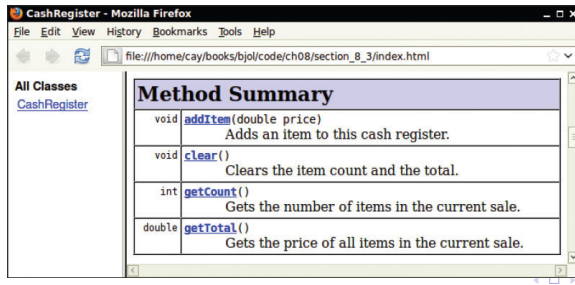 CashRegister - Mozilla Firefox
File Edit View History Bookmarks Tools Help
file:///home/cay/books/bjol/code/ch08/section_8_3/index.html
All Classes
CashRegister
Method Summary
void addItem(double price)
Adds an item to this cash register.
void clear()
Clears the item count and the total.
int getCount()
Gets the number of items in the current sale.
double getTotal()
Gets the price of all items in the current sale.